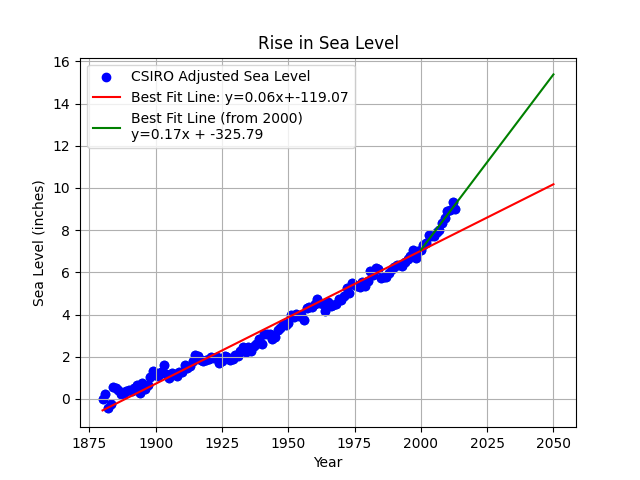 Rise in Sea Level
16
14
12
10
8
6
4
2
0
Sea Level (inches)
CSIRO Adjusted Sea Level
Best Fit Line: y=0.06x+-119.07
Best Fit Line (from 2000)
y=0.17x + -325.79
1875 1900 1925 1950 1975 2000 2025 2050
Year